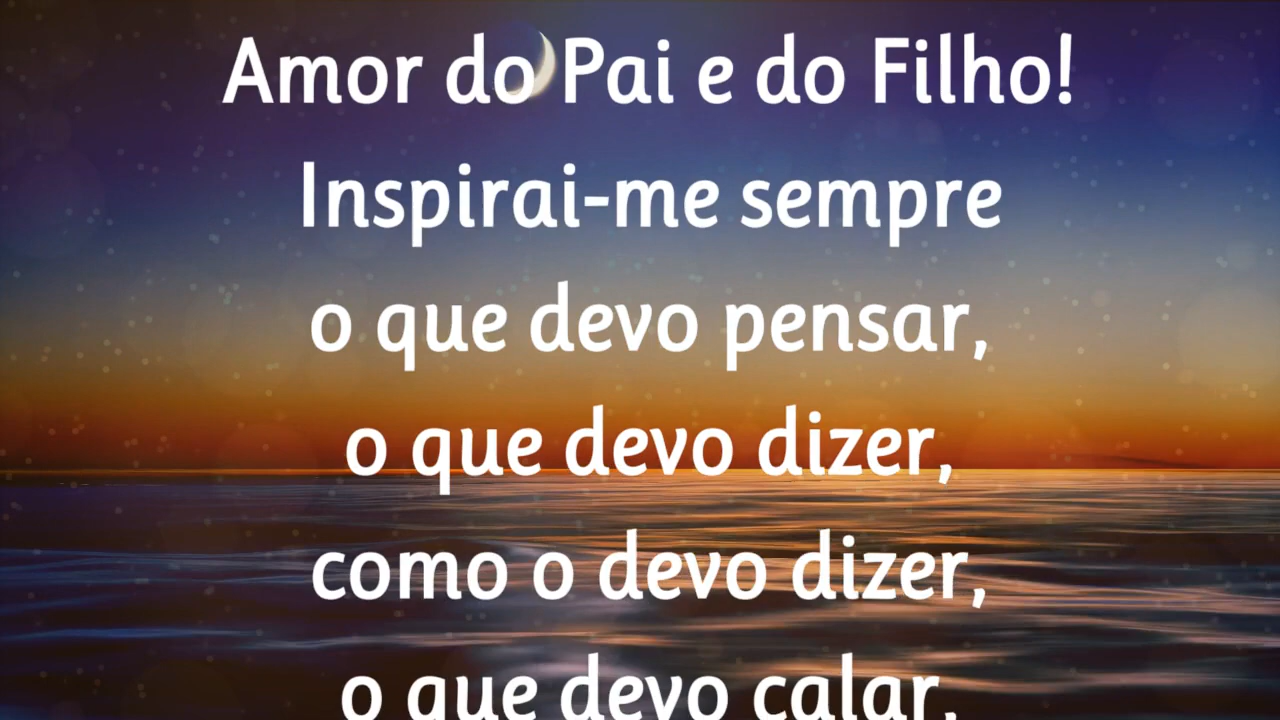 Amor do Pai e do Filho!
Inspirai-me sempre
o que devo pensar,
o que devo dizer,
como o devo dizer,
o que devo calar,